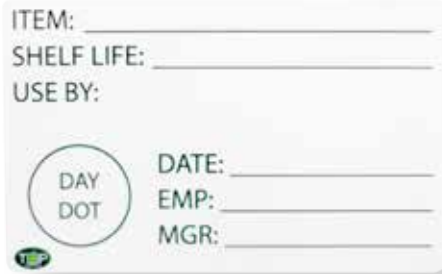 ITEM:
SHELF LIFE:
USE BY:
DAY
DOT
DATE:
EMP:
MGR: